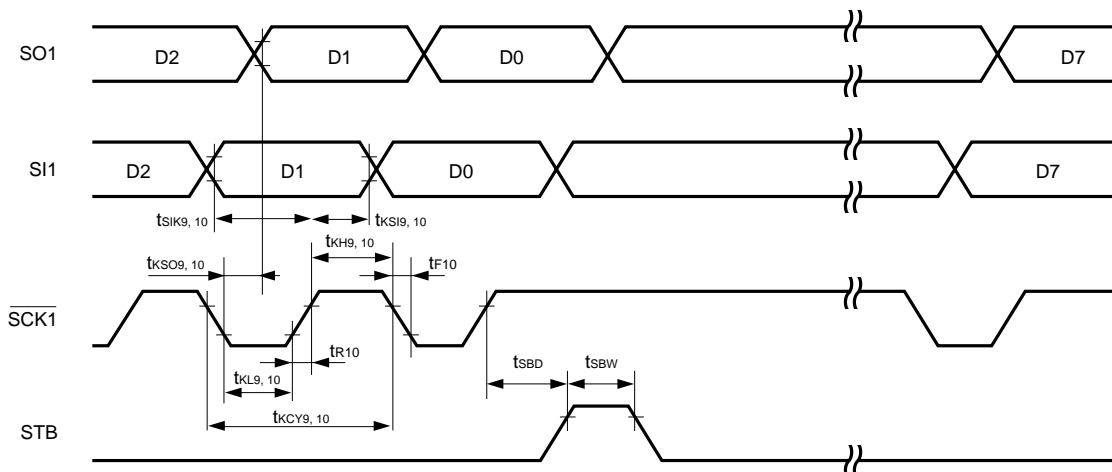 SO1
D2
D1
D0
D7
SI1
D2
D1
D0
D7
tSIK9, 10
tKSI9, 10
tKH9, 10
tKSO9, 10
tF10
SCK1
tR10
tSBD
tSBW
tKL9, 10
tKCY9, 10
STB